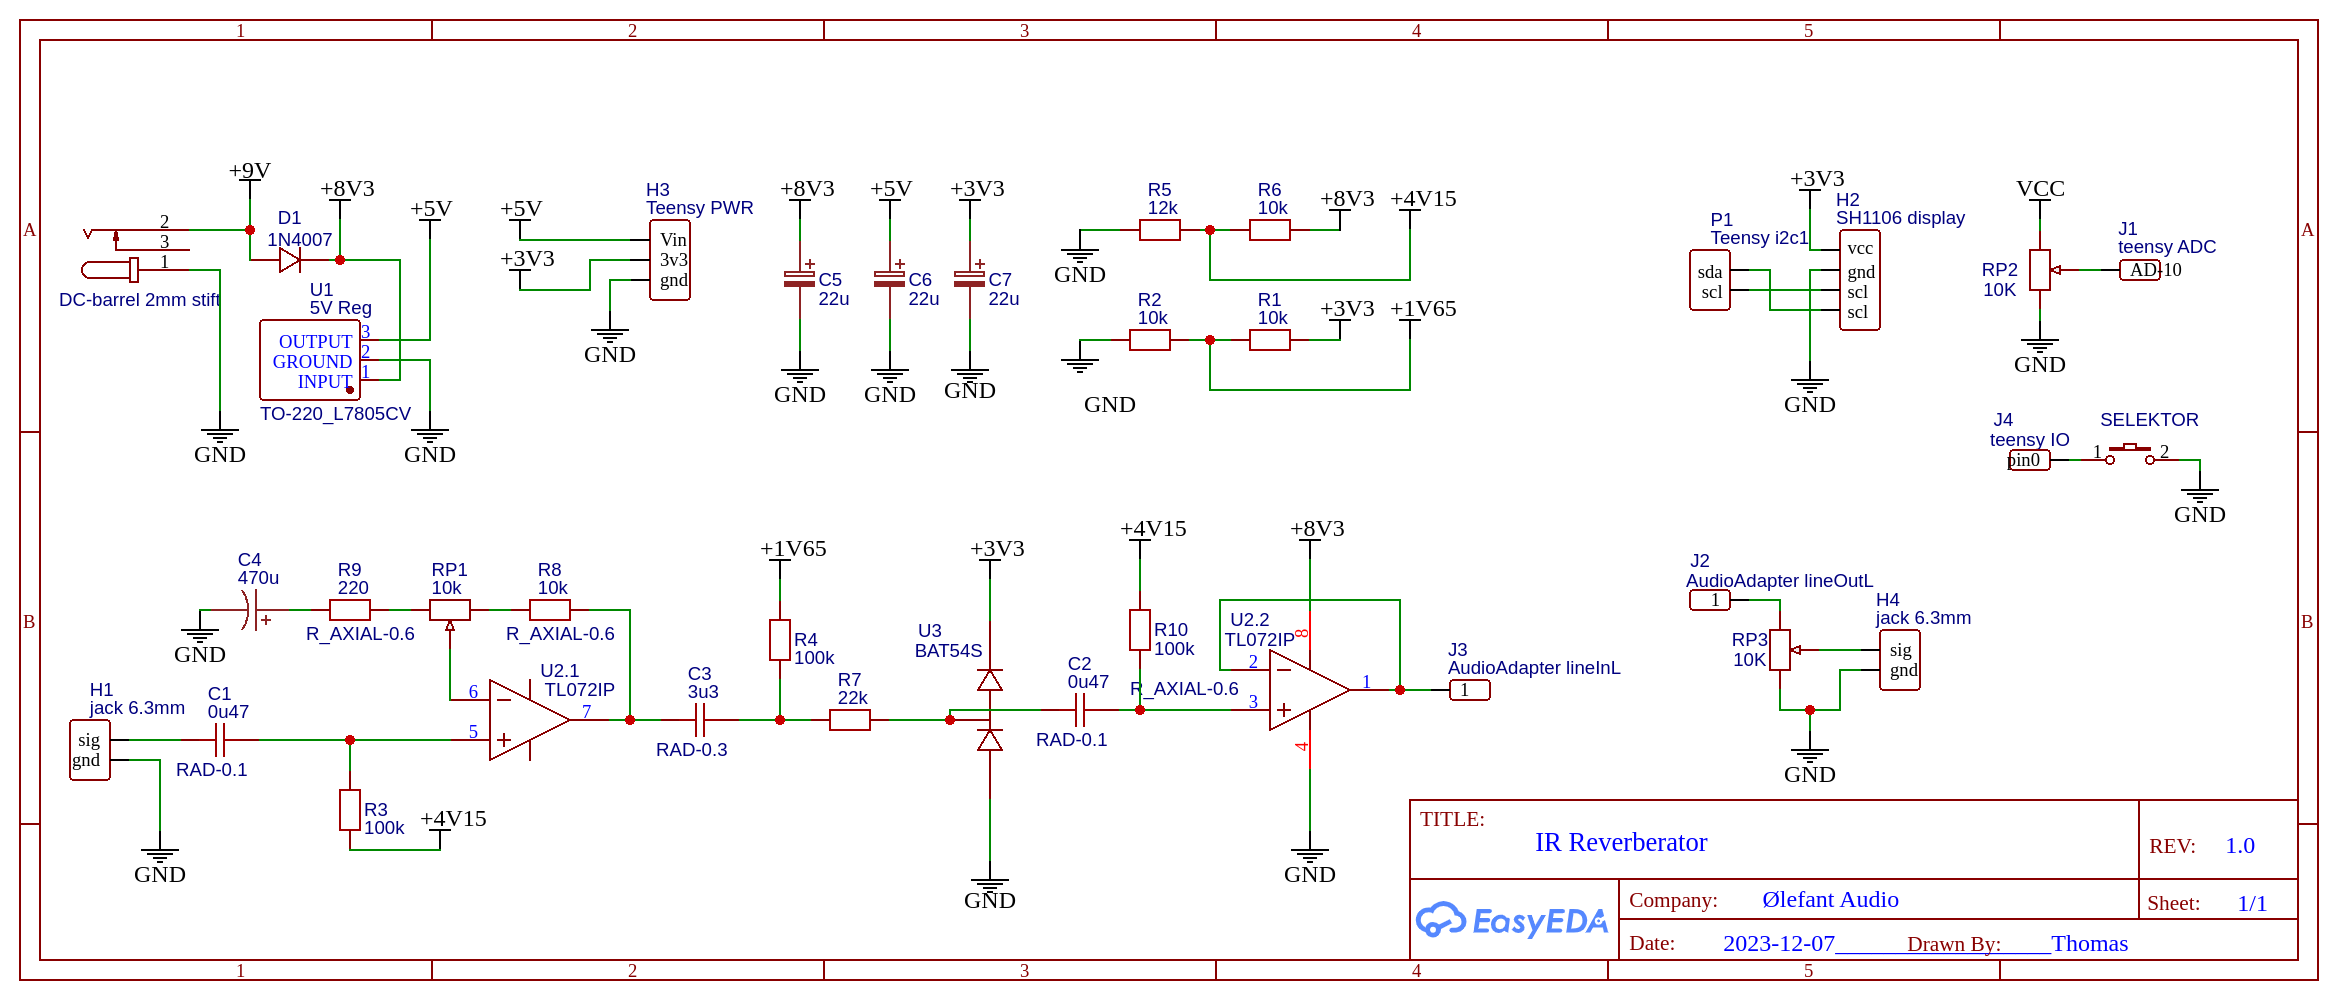 1 2 3 4 5
A A
B B
+9V
+8V3
+5V
2
3
1
D1
1N4007
DC-barrel 2mm stift
U1
5V Reg
OUTPUT 3
GROUND 2
INPUT 1
TO-220_L7805CV
GND
GND
+5V
+3V3
H3
Teensy PWR
Vin
3v3
gnd
GND
+8V3
C5
22u
GND
+5V
C6
22u
GND
+3V3
C7
22u
GND
R5
12k
R6
10k
+8V3
+4V15
GND
R2
10k
R1
10k
+3V3
+1V65
GND
P1
Teensy i2c1
sda
scl
+3V3
H2
SH1106 display
vcc
gnd
scl
scl
GND
VCC
RP2
10K
J1
teensy ADC
AD-10
GND
J4
teensy IO
pin0
SELEKTOR
1
2
GND
C4
470u
GND
R9
220
R_AXIAL-0.6
RP1
10k
R8
10k
R_AXIAL-0.6
H1
jack 6.3mm
sig
gnd
GND
C1
0u47
RAD-0.1
R3
100k
+4V15
U2.1
TL072IP
6
5
7
C3
3u3
RAD-0.3
+1V65
R4
100k
R7
22k
+3V3
U3
BAT54S
GND
C2
0u47
RAD-0.1
+4V15
R10
100k
R_AXIAL-0.6
+8V3
U2.2
TL072IP
8
2
3
1
4
GND
J3
AudioAdapter lineInL
1
J2
AudioAdapter lineOutL
1
RP3
10K
H4
jack 6.3mm
sig
gnd
GND
TITLE:
IR Reverberator
REV: 1.0
EasyEDA
Company: Ølefant Audio
Sheet: 1/1
Date: 2023-12-07 Drawn By: Thomas
1 2 3 4 5